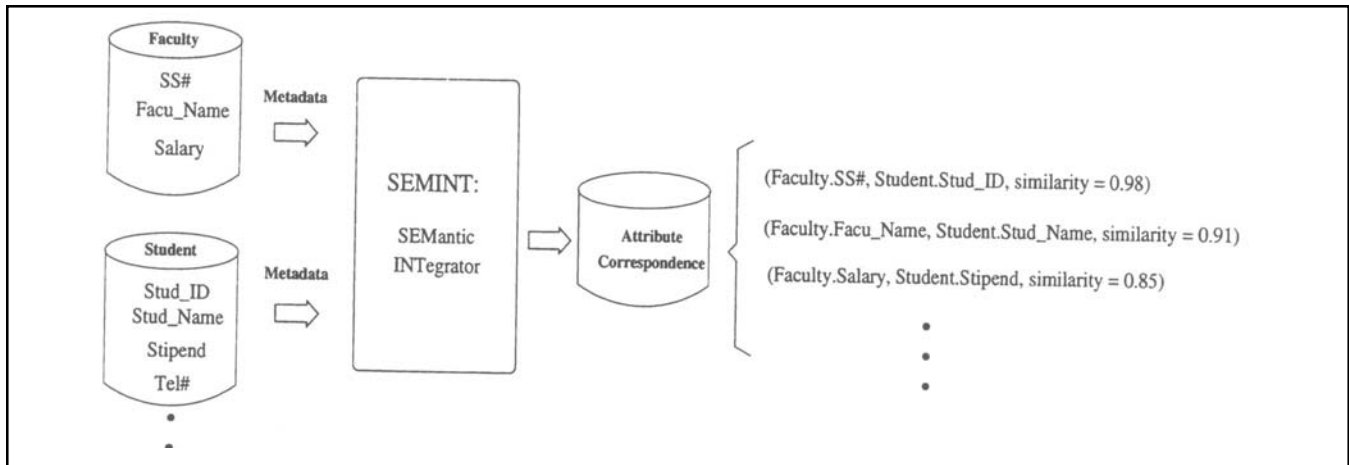 Faculty
SS#
Facu_Name
Salary
Metadata
Student
Stud_ID
Stud_Name
Stipend
Tel#
Metadata
SEMINT:
SEMantic
INTegrator
Attribute
Correspondence
(Faculty.SS#, Student.Stud_ID, similarity = 0.98)
(Faculty.Facu_Name, Student.Stud_Name, similarity = 0.91)
(Faculty.Salary, Student.Stipend, similarity = 0.85)